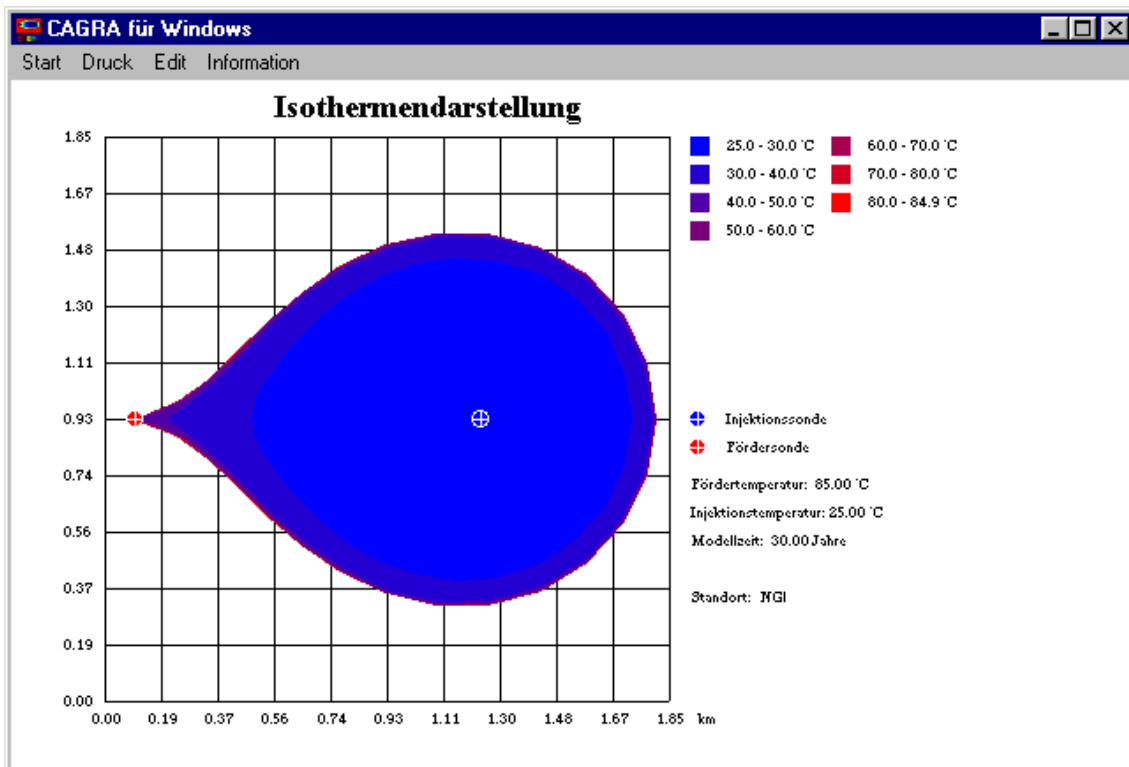 CAGRA für Windows
Start Druck Edit Information
Isothermendarstellung
1.85
1.67
1.48
1.30
1.11
0.93
0.74
0.56
0.37
0.19
0.00
0.00 0.19 0.37 0.56 0.74 0.93 1.11 1.30 1.48 1.67 1.85 km
25.0 - 30.0 °C 60.0 - 70.0 °C
30.0 - 40.0 °C 70.0 - 80.0 °C
40.0 - 50.0 °C 80.0 - 84.9 °C
50.0 - 60.0 °C
Injektionssonde
Fördersonde
Fördertemperatur: 85.00 °C
Injektionstemperatur: 25.00 °C
Modellzeit: 30.00 Jahre
Standort: NG1